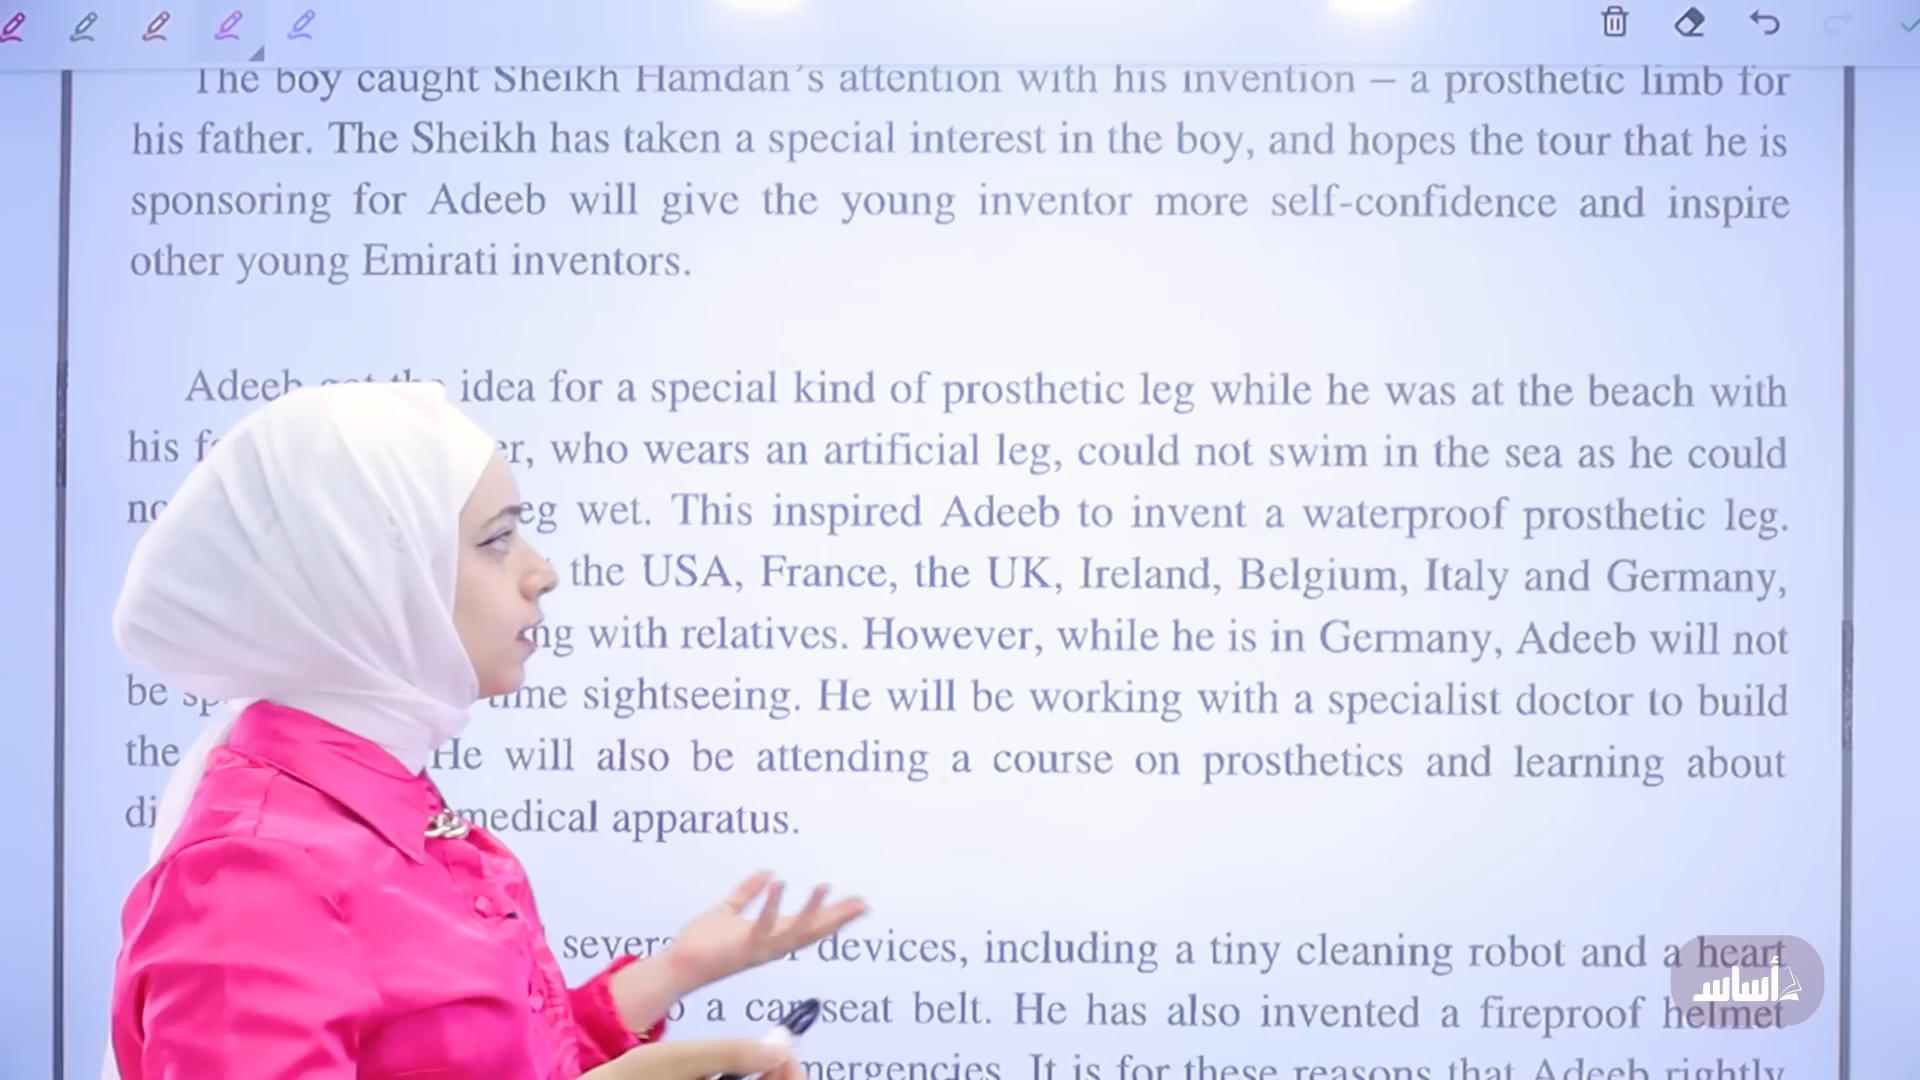 The boy caught Sheikh Hamdan's attention with his invention – a prosthetic limb for
his father. The Sheikh has taken a special interest in the boy, and hopes the tour that he is
sponsoring for Adeeb will give the young inventor more self-confidence and inspire
other young Emirati inventors.
Adeeb got the idea for a special kind of prosthetic leg while he was at the beach with
his who wears an artificial leg, could not swim in the sea as he could
wet. This inspired Adeeb to invent a waterproof prosthetic leg.
the USA, France, the UK, Ireland, Belgium, Italy and Germany,
with relatives. However, while he is in Germany, Adeeb will not
be sightseeing. He will be working with a specialist doctor to build
the He will also be attending a course on prosthetics and learning about
medical apparatus.
devices, including a tiny cleaning robot and a heart
a car seat belt. He has also invented a fireproof helmet
It is for these reasons that Adeeb rightly
أساس